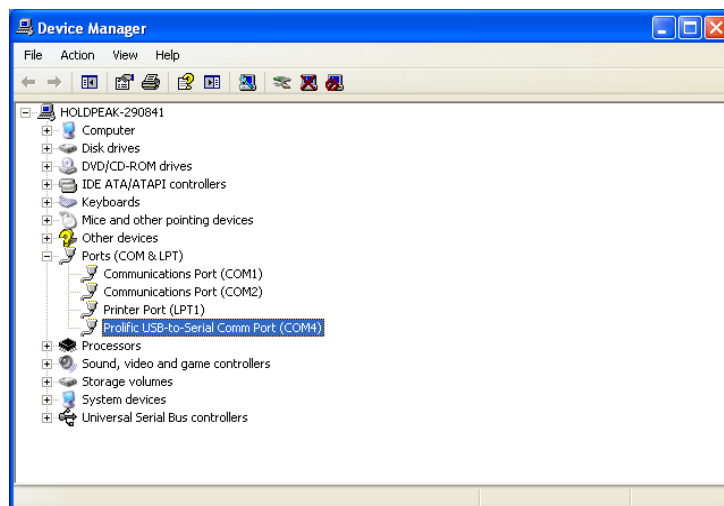 Device Manager
File Action View Help
HOLDPEAK-290841
Computer
Disk drives
DVD/CD-ROM drives
IDE ATA/ATAPI controllers
Keyboards
Mice and other pointing devices
Other devices
Ports (COM & LPT)
Communications Port (COM1)
Communications Port (COM2)
Printer Port (LPT1)
Prolific USB-to-Serial Comm Port (COM4)
Processors
Sound, video and game controllers
Storage volumes
System devices
Universal Serial Bus controllers